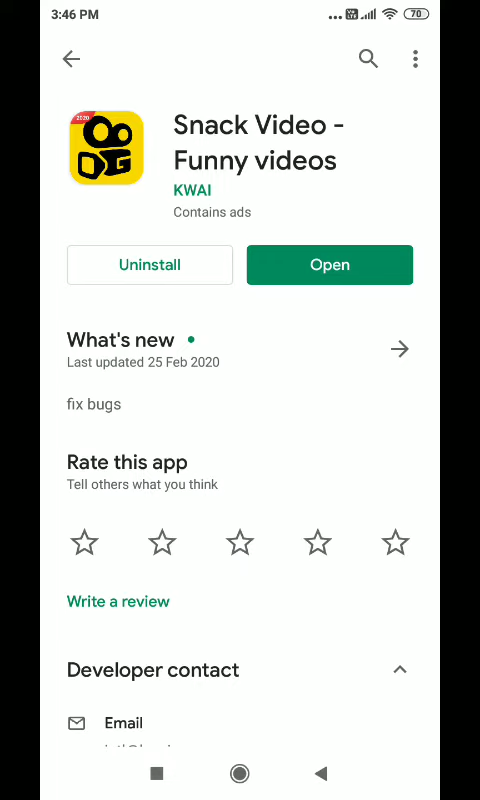 3:46 PM
70
2020
Snack Video -
Funny videos
KWAI
Contains ads
Uninstall
Open
What's new
Last updated 25 Feb 2020
fix bugs
Rate this app
Tell others what you think
Write a review
Developer contact
Email